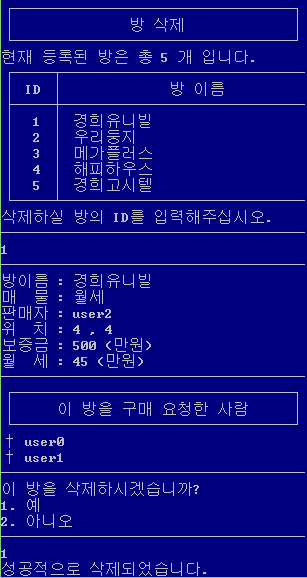 방 삭제
현재 등록된 방은 총 5 개 입니다.
ID 방 이름
1 경희유니빌
2 우리둥지
3 메가플러스
4 해피하우스
5 경희고시텔
삭제하실 방의 ID를 입력해주십시오.
1
방이름 : 경희유니빌
매 물 : 월세
판매자 : user2
위 치 : 4 , 4
보증금 : 500 (만원)
월 세 : 45 (만원)
이 방을 구매 요청한 사람
† user0
† user1
이 방을 삭제하시겠습니까?
1. 예
2. 아니오
1
성공적으로 삭제되었습니다.